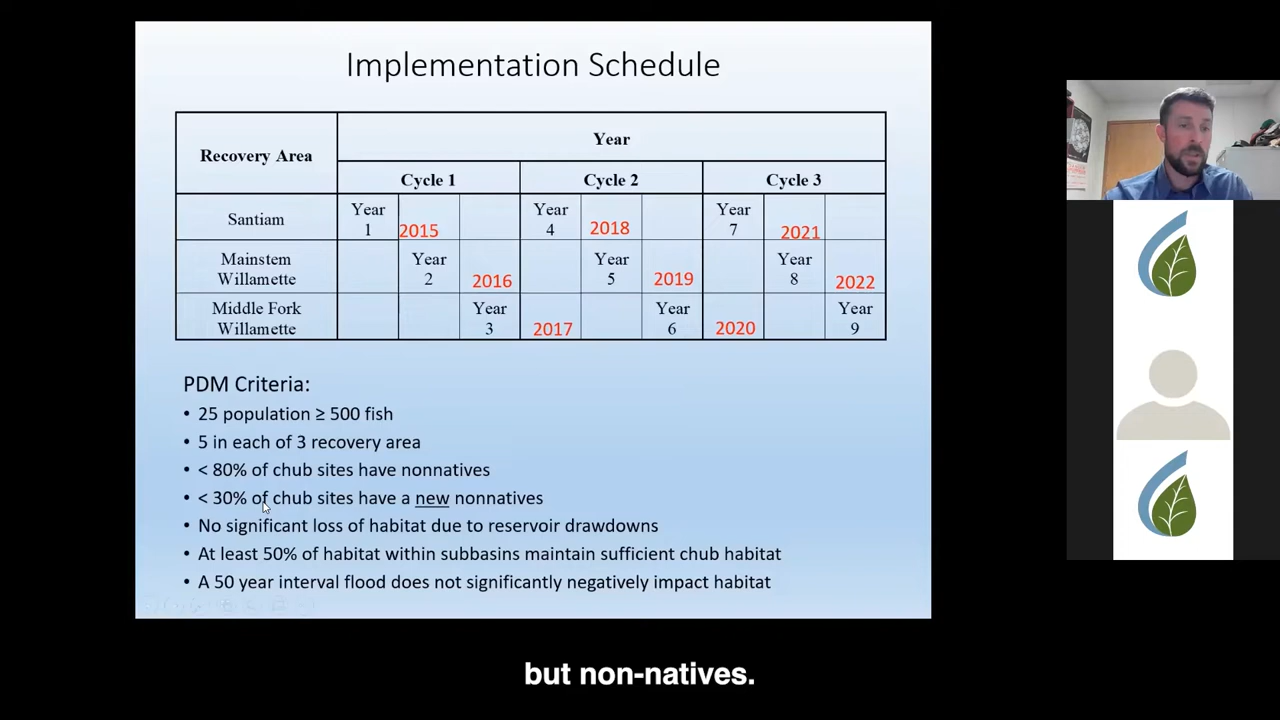 Implementation Schedule
Recovery Area
Year
Cycle 1
Cycle 2
Cycle 3
Santiam
Year
1
2015
Year
4
2018
Year
7
2021
Mainstem
Willamette
Year
2
2016
Year
5
2019
Year
8
2022
Middle Fork
Willamette
Year
3
2017
Year
6
2020
Year
9
PDM Criteria:
• 25 population ≥ 500 fish
• 5 in each of 3 recovery area
• < 80% of chub sites have nonnatives
• < 30% of chub sites have a new nonnatives
• No significant loss of habitat due to reservoir drawdowns
• At least 50% of habitat within subbasins maintain sufficient chub habitat
• A 50 year interval flood does not significantly negatively impact habitat
but non-natives.